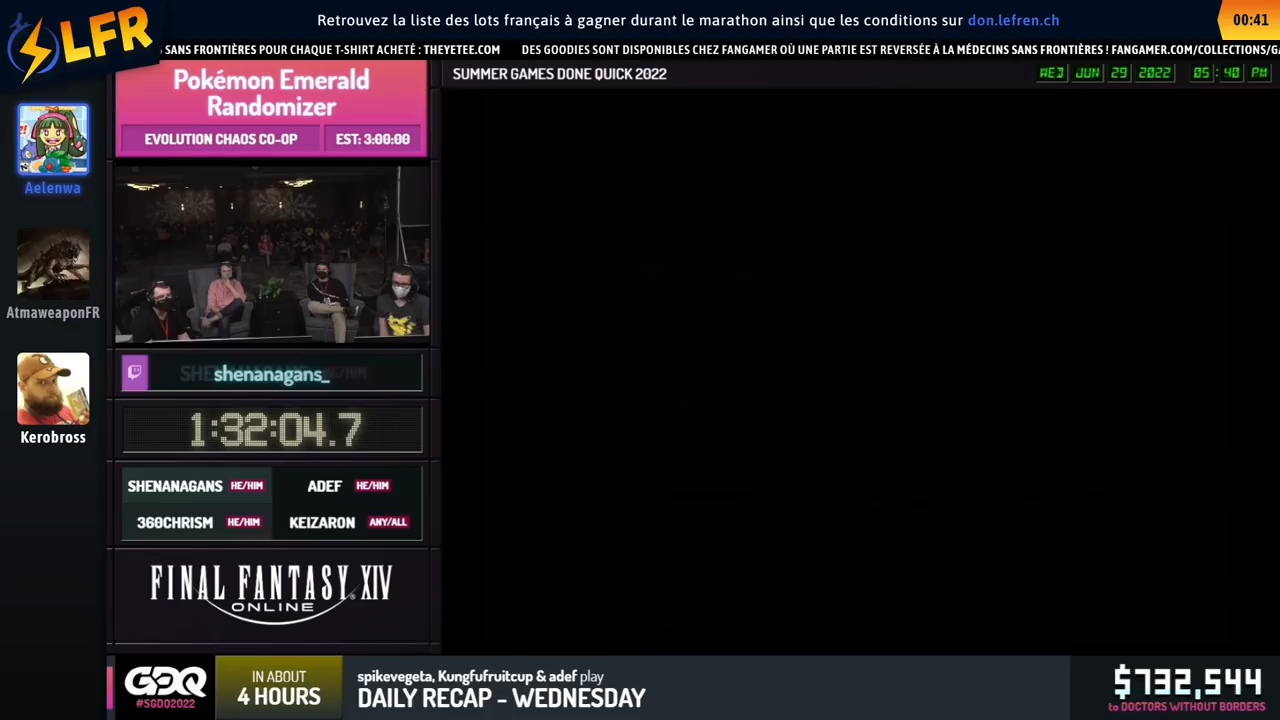 LFR
Retrouvez la liste des lots français à gagner durant le marathon ainsi que les conditions sur don.lefren.ch
00:41
SANS FRONTIÈRES POUR CHAQUE T-SHIRT ACHETÉ : THEYETEE.COM
DES GOODIES SONT DISPONIBLES CHEZ FANGAMER OÙ UNE PARTIE EST REVERSÉE À LA MÉDECINS SANS FRONTIÈRES ! FANGAMER.COM/COLLECTIONS/GA
Pokémon Emerald
Randomizer
EVOLUTION CHAOS CO-OP
EST: 3:00:00
SUMMER GAMES DONE QUICK 2022
WED JUN 29 2022 05:40 PM
Aelenwa
AtmaweaponFR
Kerobross
shenanagans_
1:32:04.7
SHENANAGANS HE/HIM
ADEF HE/HIM
360CHRISM HE/HIM
KEIZARON ANY/ALL
FINAL FANTASY XIV
ONLINE
GDQ
#SGDQ2022
IN ABOUT
4 HOURS
spikevegeta, Kungfufruitcup & adef play
DAILY RECAP - WEDNESDAY
$732,544
to DOCTORS WITHOUT BORDERS